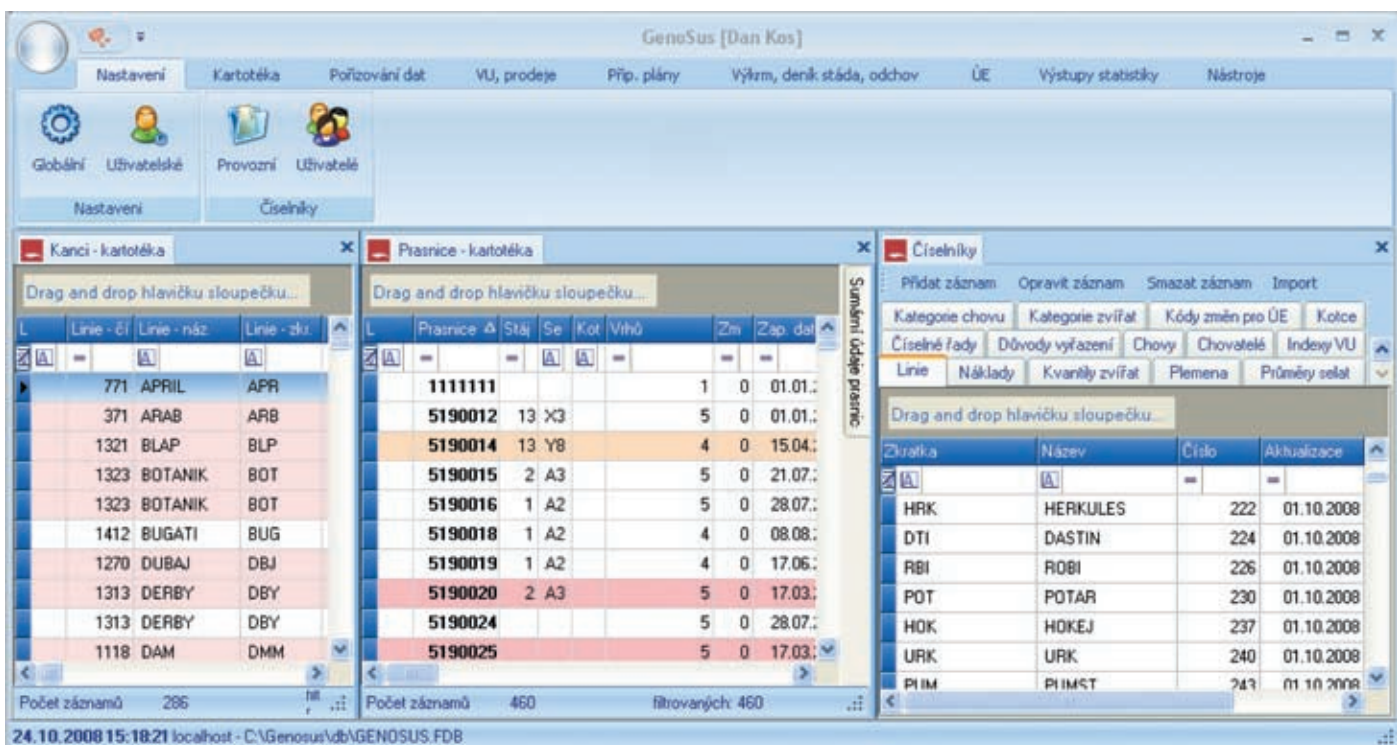 GenoSus [Dan Kos]
Nastavení Kartotéka Pořizování dat VU, prodeje Přip. plány Výkrm, deník stáda, odchov ÚE Výstupy statistiky Nástroje
Globální Uživatelské Provozní Uživatelé
Nastavení Číselníky
Kanci - kartotéka
Drag and drop hlavičku sloupečku...
L Linie - čí Linie - náz Linie - zkr.
771 APRIL APR
371 ARAB ARB
1321 BLAP BLP
1323 BOTANIK BOT
1323 BOTANIK BOT
1412 BUGATI BUG
1270 DUBAJ DBJ
1313 DERBY DBY
1313 DERBY DBY
1118 DAM DMM
Počet záznamů 286
Prasnice - kartotéka
Drag and drop hlavičku sloupečku...
L Prasnice Stáj Se Kot Vrhů Zm Zap. dat
1111111 1 0 01.01.:
5190012 13 X3 5 0 01.01.:
5190014 13 Y8 4 0 15.04.:
5190015 2 A3 5 0 21.07.:
5190016 1 A2 5 0 28.07.:
5190018 1 A2 4 0 08.08.:
5190019 1 A2 4 0 17.06.:
5190020 2 A3 5 0 17.03.:
5190024 5 0 28.07.:
5190025 5 0 17.03.:
Počet záznamů 460 filtrovaných: 460
Sumární údaje prasnic
Číselníky
Přidat záznam Opravit záznam Smazat záznam Import
Kategorie chovu Kategorie zvířat Kódy změn pro ÚE Kotce
Číselné řady Důvody vyřazení Chovy Chovatelé Indexy VU
Linie Náklady Kvantily zvířat Plemena Průměry selat
Drag and drop hlavičku sloupečku...
Zkratka Název Číslo Aktualizace
HRK HERKULES 222 01.10.2008
DTI DASTIN 224 01.10.2008
RBI ROBI 226 01.10.2008
POT POTAR 230 01.10.2008
HOK HOKEJ 237 01.10.2008
URK URK 240 01.10.2008
PUM PUMST 243 01.10.2008
24.10.2008 15:18:21 localhost - C:\Genosus\db\GENOSUS.FDB